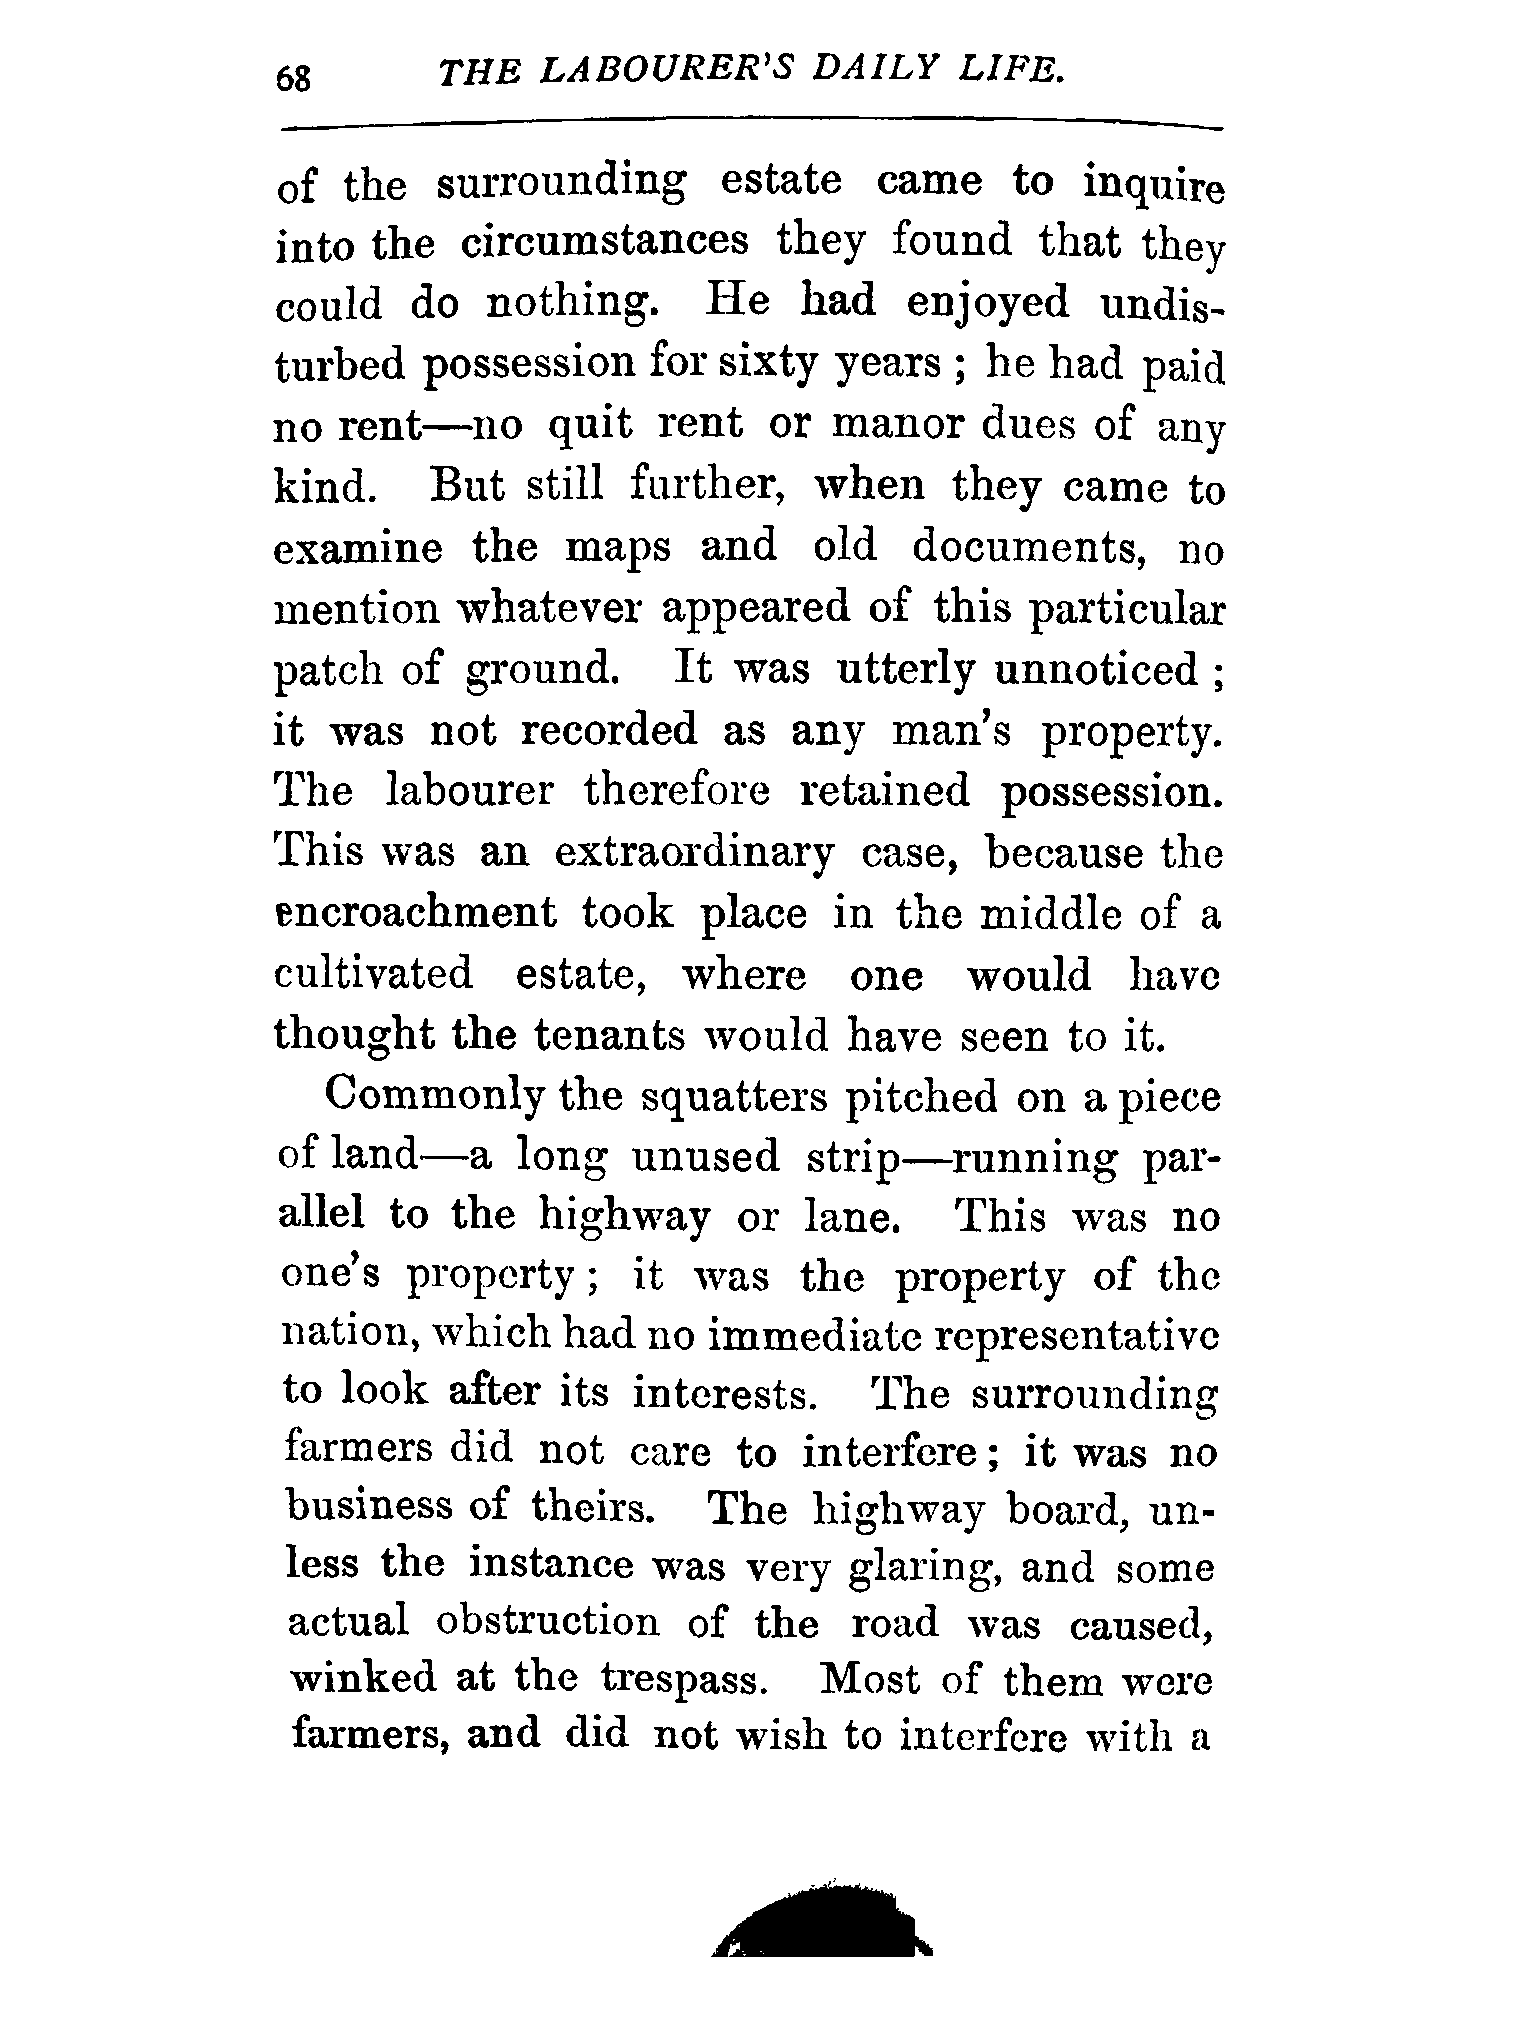 68 THE LABOURER'S DAILY LIFE.
of the surrounding estate came to inquire
into the circumstances they found that they
could do nothing. He had enjoyed undis-
turbed possession for sixty years ; he had paid
no rent—no quit rent or manor dues of any
kind. But still further, when they came to
examine the maps and old documents, no
mention whatever appeared of this particular
patch of ground. It was utterly unnoticed ;
it was not recorded as any man's property.
The labourer therefore retained possession.
This was an extraordinary case, because the
encroachment took place in the middle of a
cultivated estate, where one would have
thought the tenants would have seen to it.
Commonly the squatters pitched on a piece
of land—a long unused strip—running par-
allel to the highway or lane. This was no
one's property ; it was the property of the
nation, which had no immediate representative
to look after its interests. The surrounding
farmers did not care to interfere ; it was no
business of theirs. The highway board, un-
less the instance was very glaring, and some
actual obstruction of the road was caused,
winked at the trespass. Most of them were
farmers, and did not wish to interfere with a